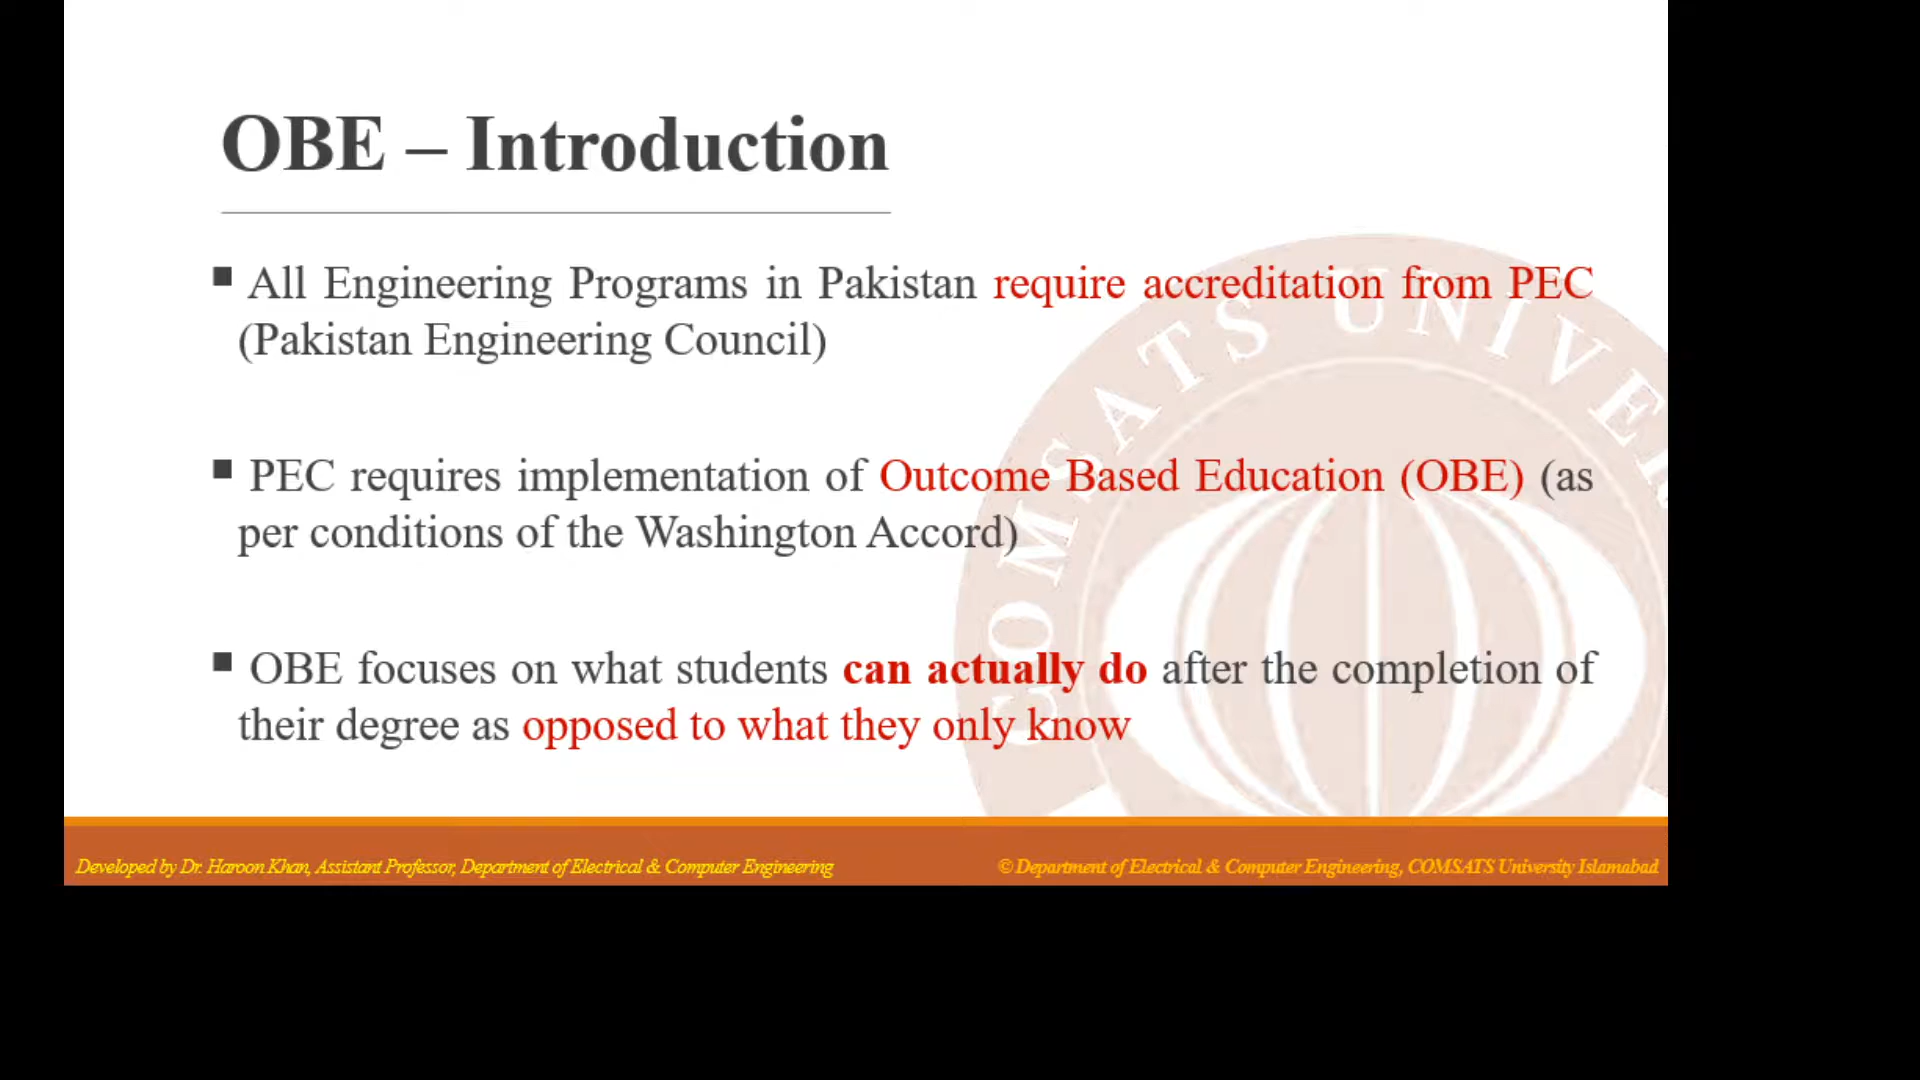 OBE – Introduction
▪ All Engineering Programs in Pakistan require accreditation from PEC
(Pakistan Engineering Council)
▪ PEC requires implementation of Outcome Based Education (OBE) (as
per conditions of the Washington Accord)
▪ OBE focuses on what students can actually do after the completion of
their degree as opposed to what they only know
COMSATS UNIVER
Developed by Dr. Haroon Khan, Assistant Professor, Department of Electrical & Computer Engineering
© Department of Electrical & Computer Engineering, COMSATS University Islamabad